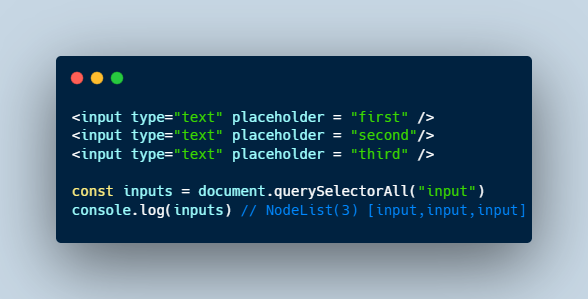 <input type="text" placeholder = "first" />
<input type="text" placeholder = "second"/>
<input type="text" placeholder = "third" />
const inputs = document.querySelectorAll("input")
console.log(inputs) // NodeList(3) [input,input,input]